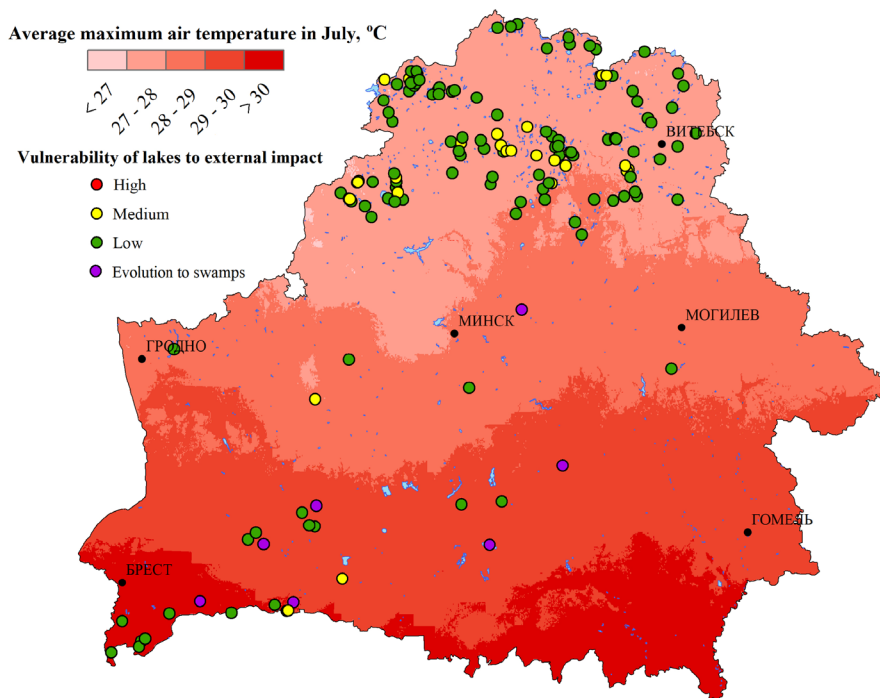 Average maximum air temperature in July, ºC
< 27
27 - 28
28 - 29
29 - 30
> 30
Vulnerability of lakes to external impact
High
Medium
Low
Evolution to swamps
ВИТЕБСК
МИНСК
МОГИЛЕВ
ГРОДНО
ГОМЕЛЬ
БРЕСТ